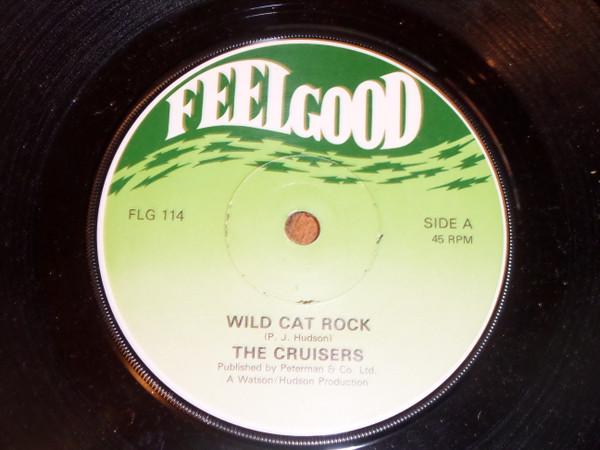 FEELGOOD
FLG 114
SIDE A
45 RPM
WILD CAT ROCK
(P. J. Hudson)
THE CRUISERS
Published by Peterman & Co. Ltd.
A Watson/Hudson Production